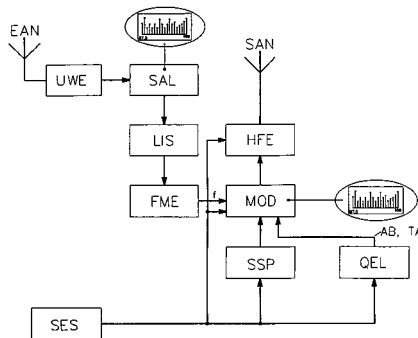 EAN
SAN
UWE
SAL
LIS
HFE
FME
f
MOD
AB, TA
SSP
QEL
SES